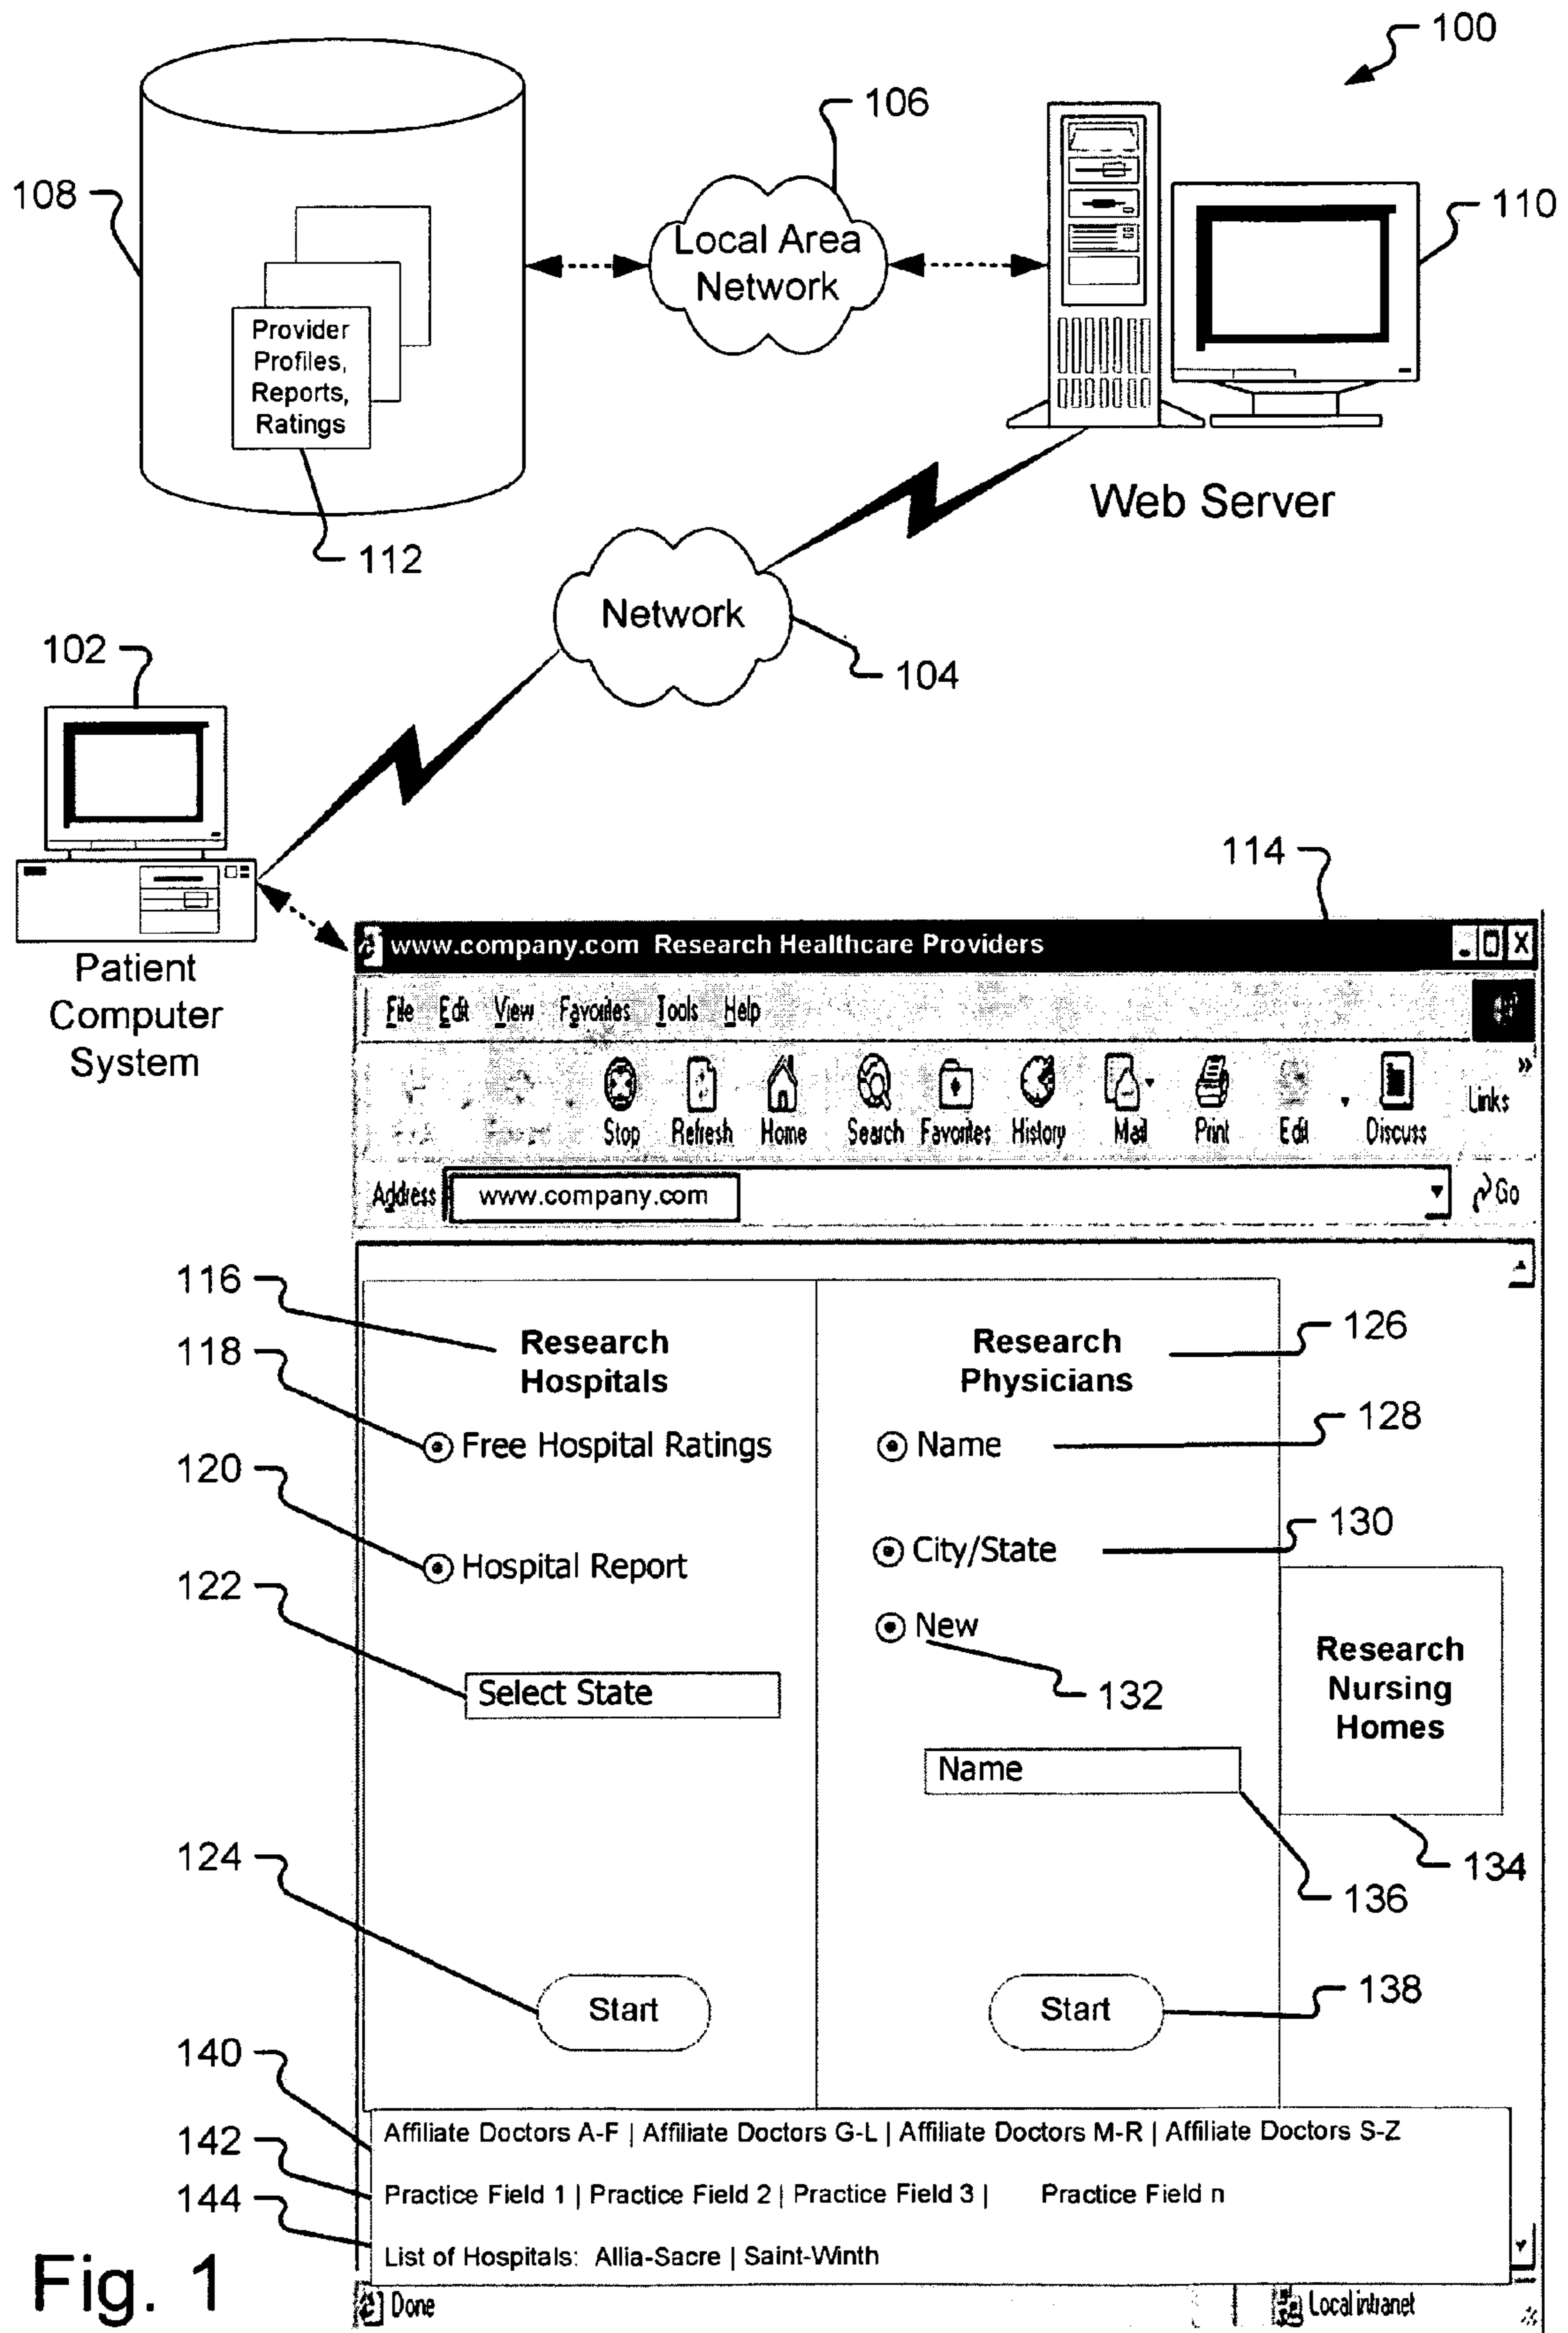 100
106
108
110
Local Area
Network
Provider
Profiles,
Reports,
Ratings
Web Server
112
Network
102
104
114
Patient
Computer
System
www.company.com Research Healthcare Providers
File Edit View Favorites Tools Help
Stop Refresh Home Search Favorites History Mail Print Edit Discuss Links »
Address www.company.com Go
116
Research
Hospitals
Research
Physicians
126
118
Free Hospital Ratings
Name
128
120
Hospital Report
City/State
130
122
New
Select State
132
Research
Nursing
Homes
Name
124
134
136
Start
Start
138
140
Affiliate Doctors A-F | Affiliate Doctors G-L | Affiliate Doctors M-R | Affiliate Doctors S-Z
142
Practice Field 1 | Practice Field 2 | Practice Field 3 | Practice Field n
144
List of Hospitals: Allia-Sacre | Saint-Winth
Fig. 1
Done
Local intranet